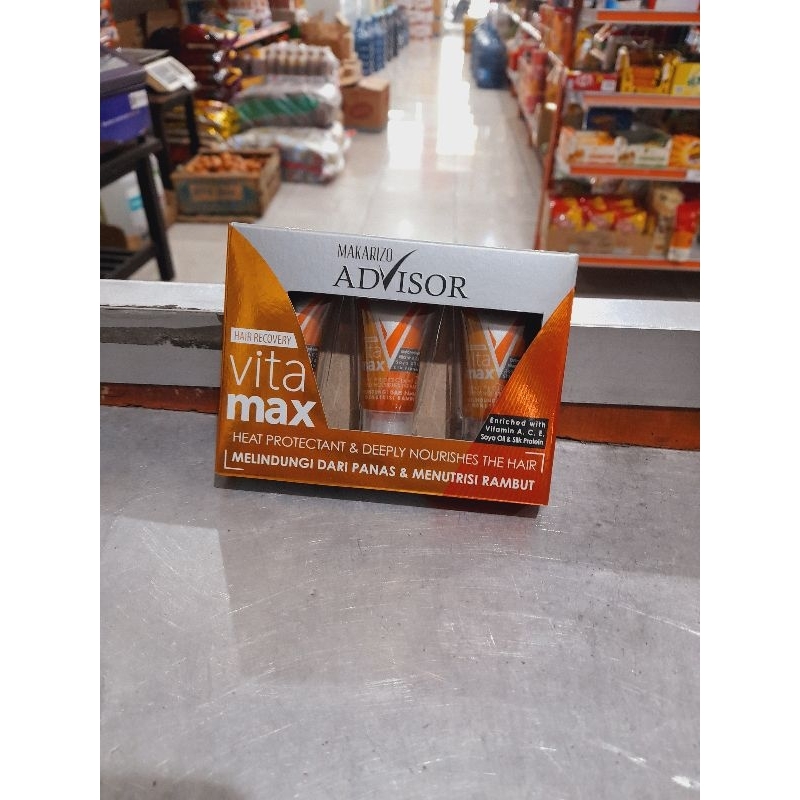 MAKARIZO
ADVISOR
HAIR RECOVERY
vita
max
Enriched with
Vitamin A, C, E,
Soya Oil & Silk Protein
HEAT PROTECTANT & DEEPLY NOURISHES THE HAIR
MELINDUNGI DARI PANAS & MENUTRISI RAMBUT